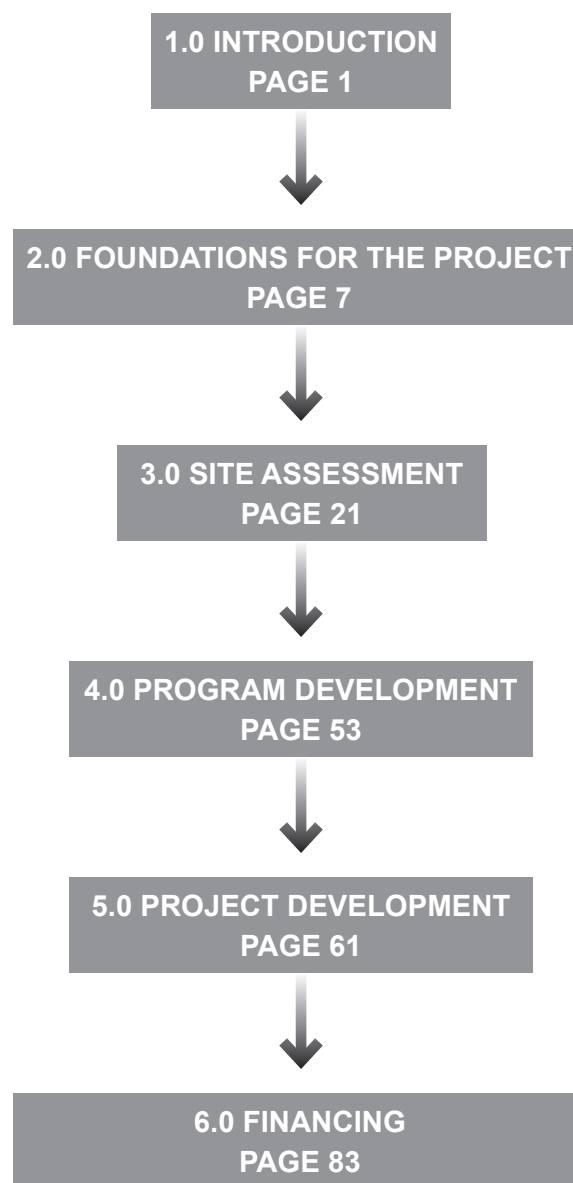 1.0 INTRODUCTION
PAGE 1
2.0 FOUNDATIONS FOR THE PROJECT
PAGE 7
3.0 SITE ASSESSMENT
PAGE 21
4.0 PROGRAM DEVELOPMENT
PAGE 53
5.0 PROJECT DEVELOPMENT
PAGE 61
6.0 FINANCING
PAGE 83